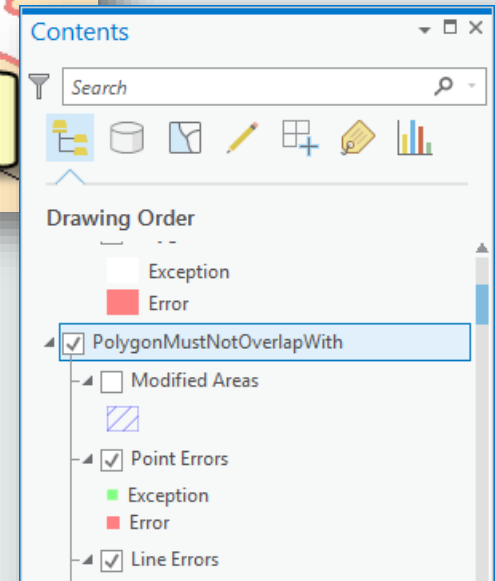 Contents
Search
Drawing Order
Exception
Error
PolygonMustNotOverlapWith
Modified Areas
Point Errors
Exception
Error
Line Errors